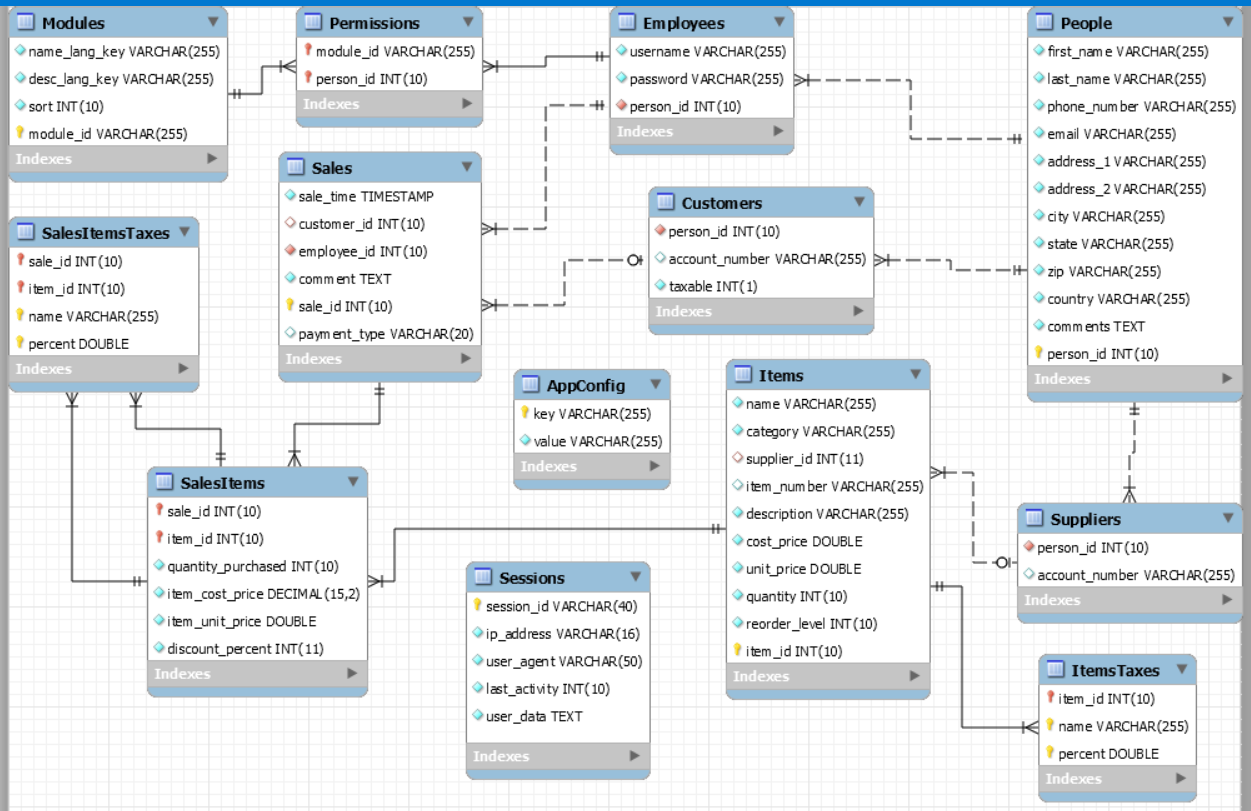 Modules
name_lang_key VARCHAR(255)
desc_lang_key VARCHAR(255)
sort INT(10)
module_id VARCHAR(255)
Indexes
Permissions
module_id VARCHAR(255)
person_id INT(10)
Indexes
Employees
username VARCHAR(255)
password VARCHAR(255)
person_id INT(10)
Indexes
People
first_name VARCHAR(255)
last_name VARCHAR(255)
phone_number VARCHAR(255)
email VARCHAR(255)
address_1 VARCHAR(255)
address_2 VARCHAR(255)
city VARCHAR(255)
state VARCHAR(255)
zip VARCHAR(255)
country VARCHAR(255)
comments TEXT
person_id INT(10)
Indexes
Sales
sale_time TIMESTAMP
customer_id INT(10)
employee_id INT(10)
comment TEXT
sale_id INT(10)
payment_type VARCHAR(20)
Indexes
Customers
person_id INT(10)
account_number VARCHAR(255)
taxable INT(1)
Indexes
SalesItemsTaxes
sale_id INT(10)
item_id INT(10)
name VARCHAR(255)
percent DOUBLE
Indexes
AppConfig
key VARCHAR(255)
value VARCHAR(255)
Indexes
Items
name VARCHAR(255)
category VARCHAR(255)
supplier_id INT(11)
item_number VARCHAR(255)
description VARCHAR(255)
cost_price DOUBLE
unit_price DOUBLE
quantity INT(10)
reorder_level INT(10)
item_id INT(10)
Indexes
SalesItems
sale_id INT(10)
item_id INT(10)
quantity_purchased INT(10)
item_cost_price DECIMAL(15,2)
item_unit_price DOUBLE
discount_percent INT(11)
Indexes
Sessions
session_id VARCHAR(40)
ip_address VARCHAR(16)
user_agent VARCHAR(50)
last_activity INT(10)
user_data TEXT
Indexes
Suppliers
person_id INT(10)
account_number VARCHAR(255)
Indexes
ItemsTaxes
item_id INT(10)
name VARCHAR(255)
percent DOUBLE
Indexes